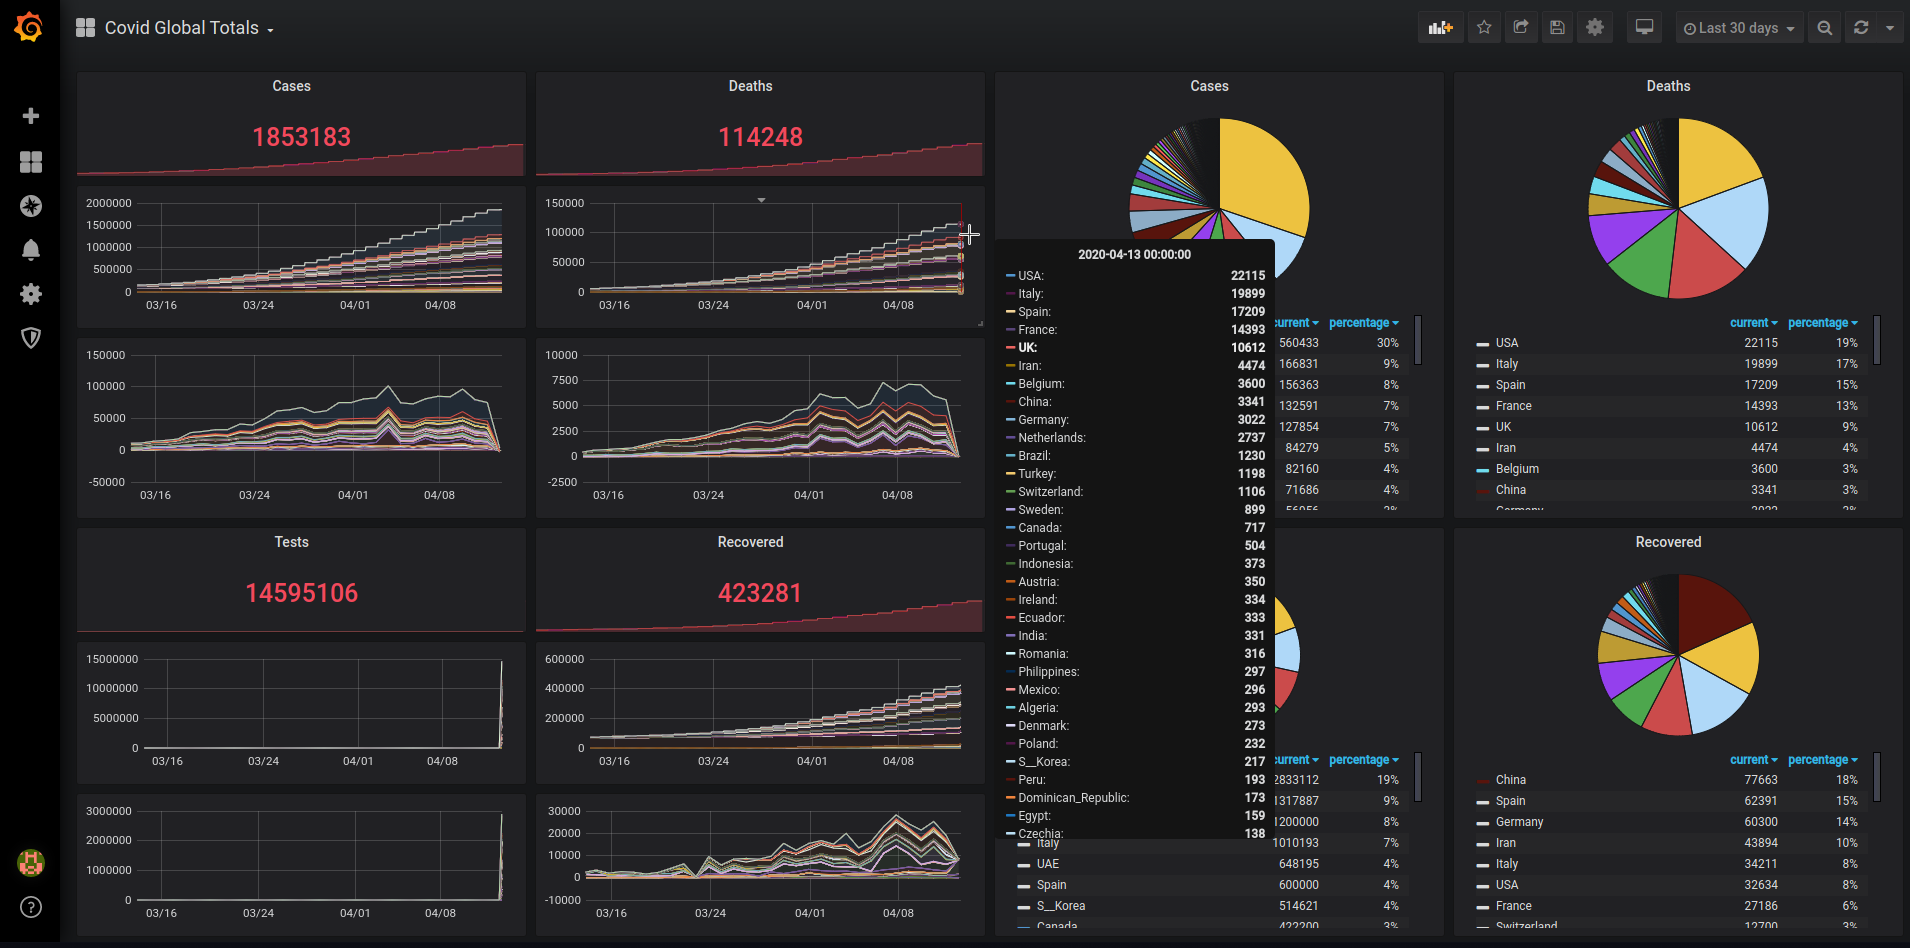 Covid Global Totals
Last 30 days
Cases
1853183
Deaths
114248
Cases
Deaths
2000000
1500000
1000000
500000
0
03/16
03/24
04/01
04/08
150000
100000
50000
0
03/16
03/24
04/01
04/08
150000
100000
50000
0
-50000
03/16
03/24
04/01
04/08
10000
7500
5000
2500
0
-2500
03/16
03/24
04/01
04/08
2020-04-13 00:00:00
USA: 22115
Italy: 19899
Spain: 17209
France: 14393
UK: 10612
Iran: 4474
Belgium: 3600
China: 3341
Germany: 3022
Netherlands: 2737
Brazil: 1230
Turkey: 1198
Switzerland: 1106
Sweden: 899
Canada: 717
Portugal: 504
Indonesia: 373
Austria: 350
Ireland: 334
Ecuador: 333
India: 331
Romania: 316
Philippines: 297
Mexico: 296
Algeria: 293
Denmark: 273
Poland: 232
S__Korea: 217
Peru: 193
Dominican_Republic: 173
Egypt: 159
Czechia: 138
percentage
560433 30%
166831 9%
156363 8%
132591 7%
127854 7%
84279 5%
82160 4%
71686 4%
current percentage
USA 22115 19%
Italy 19899 17%
Spain 17209 15%
France 14393 13%
UK 10612 9%
Iran 4474 4%
Belgium 3600 3%
China 3341 3%
Germany 3022 3%
Tests
14595106
Recovered
423281
Recovered
15000000
10000000
5000000
0
03/16
03/24
04/01
04/08
600000
400000
200000
0
03/16
03/24
04/01
04/08
3000000
2000000
1000000
0
03/16
03/24
04/01
04/08
30000
20000
10000
0
-10000
03/16
03/24
04/01
04/08
percentage
2833112 19%
1317887 9%
1200000 8%
Italy 1010193 7%
UAE 648195 4%
Spain 600000 4%
S__Korea 514621 4%
Canada 422200 3%
current percentage
China 77663 18%
Spain 62391 15%
Germany 60300 14%
Iran 43894 10%
Italy 34211 8%
USA 32634 8%
France 27186 6%
Switzerland 12700 3%